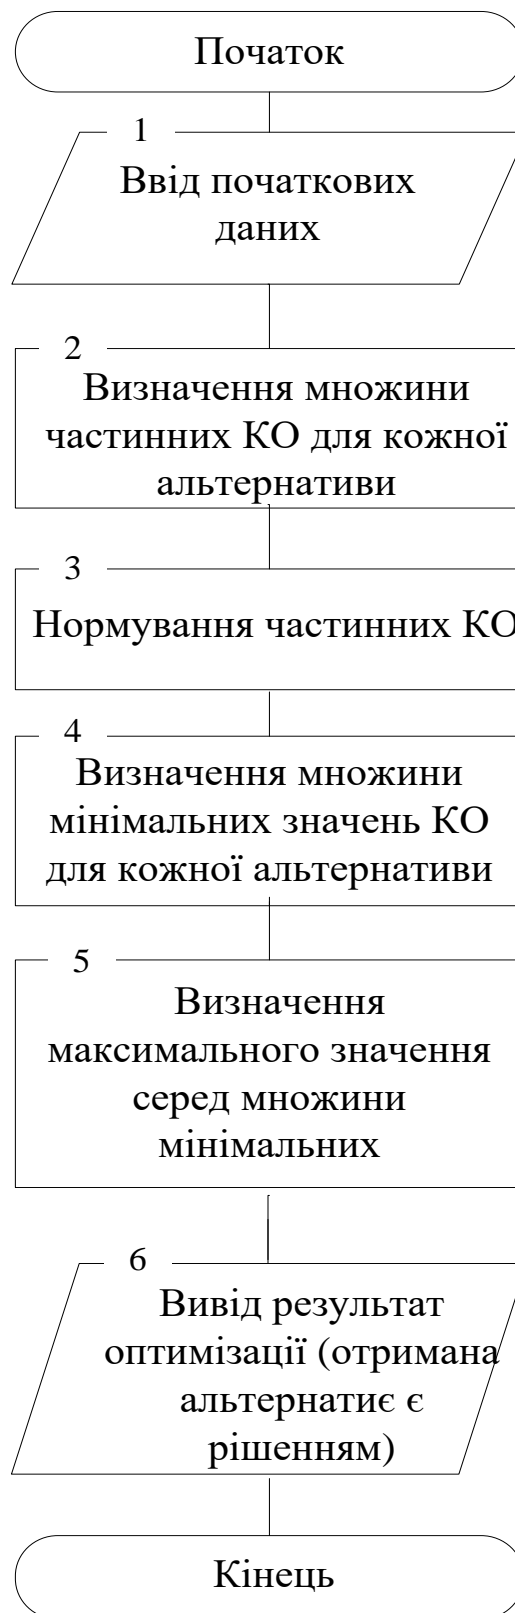 Початок
1
Ввід початкових
даних
2
Визначення множини
частинних КО для кожної
альтернативи
3
Нормування частинних КО
4
Визначення множини
мінімальних значень КО
для кожної альтернативи
5
Визначення
максимального значення
серед множини
мінімальних
6
Вивід результат
оптимізації (отримана
альтернатиє є
рішенням)
Кінець